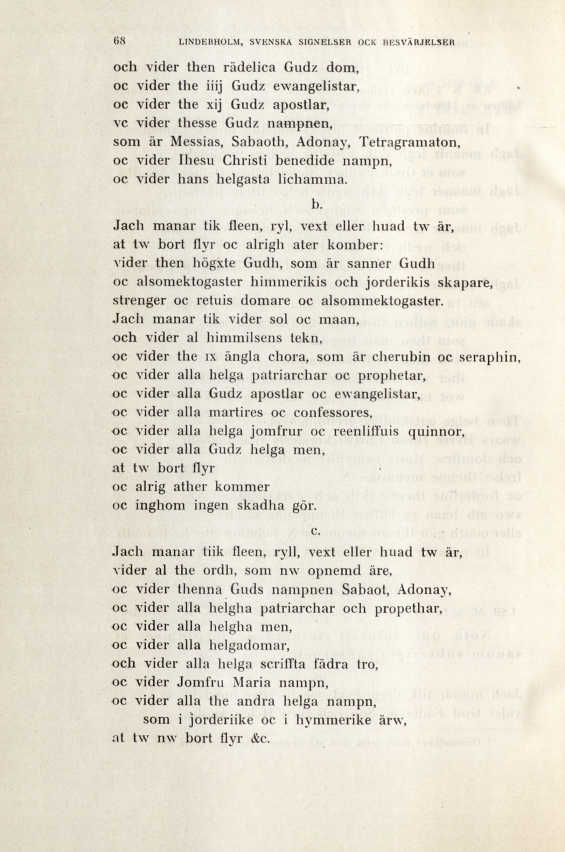 68 LINDERHOLM, SVENSKA SIGNELSER OCK BESVÄRJELSER
och vider then rädelica Gudz dom,
oc vider the iiij Gudz ewangelistar,
oc vider the xij Gudz apostlar,
vc vider thesse Gudz nampnen,
som är Messias, Sabaoth, Adonay, Tetragramaton,
oc vider Ihesu Christi benedide nampn,
oc vider hans helgasta lichamma.
b.
Jach manar tik fleen, ryl, vext eller huad tw är,
at tw bort flyr oc alrigh ater komber:
vider then högxte Gudh, som är sanner Gudh
oc alsomektogaster himmerikis och jorderikis skapare,
strenger oc retuis domare oc alsommektogaster.
Jach manar tik vider sol oc maan,
och vider al himmilsens tekn,
oc vider the IX ängla chora, som är cherubin oc seraphin,
oc vider alla helga patriarchar oc prophetar,
oc vider alla Gudz apostlar oc ewangelistar,
oc vider alla martires oc confessores,
oc vider alla helga jomfrur oc reenliffuis quinnor,
oc vider alla Gudz helga men,
at tw bort flyr
oc alrig ather kommer
oc inghom ingen skadha gör.
c.
Jach manar tiik fleen, ryll, vext eller huad tw är,
vider al the ordh, som nw opnemd äre,
oc vider thenna Guds nampnen Sabaot, Adonay,
oc vider alla helgha patriarchar och propethar,
oc vider alla helgha men,
oc vider alla helgadomar,
och vider alla helga scriffta fädra tro,
oc vider Jomfru Maria nampn,
oc vider alla the andra helga nampn,
som i jorderiike oc i hymmerike ärw,
at tw nw bort flyr &c.